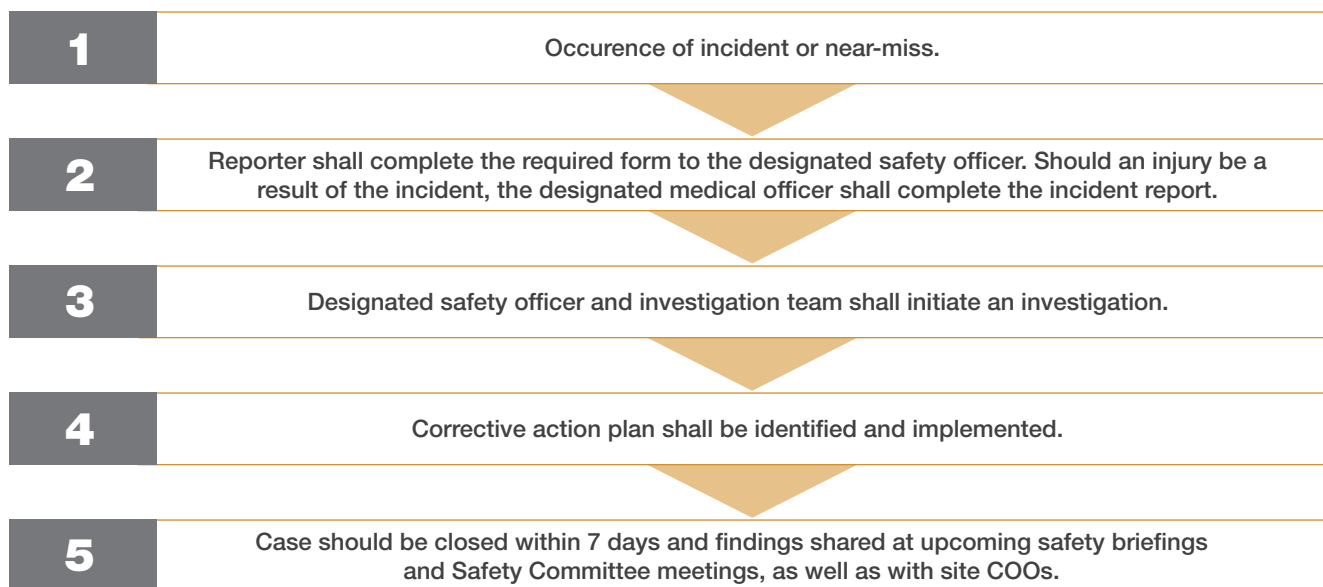 1
Occurence of incident or near-miss.
2
Reporter shall complete the required form to the designated safety officer. Should an injury be a
result of the incident, the designated medical officer shall complete the incident report.
3
Designated safety officer and investigation team shall initiate an investigation.
4
Corrective action plan shall be identified and implemented.
5
Case should be closed within 7 days and findings shared at upcoming safety briefings
and Safety Committee meetings, as well as with site COOs.